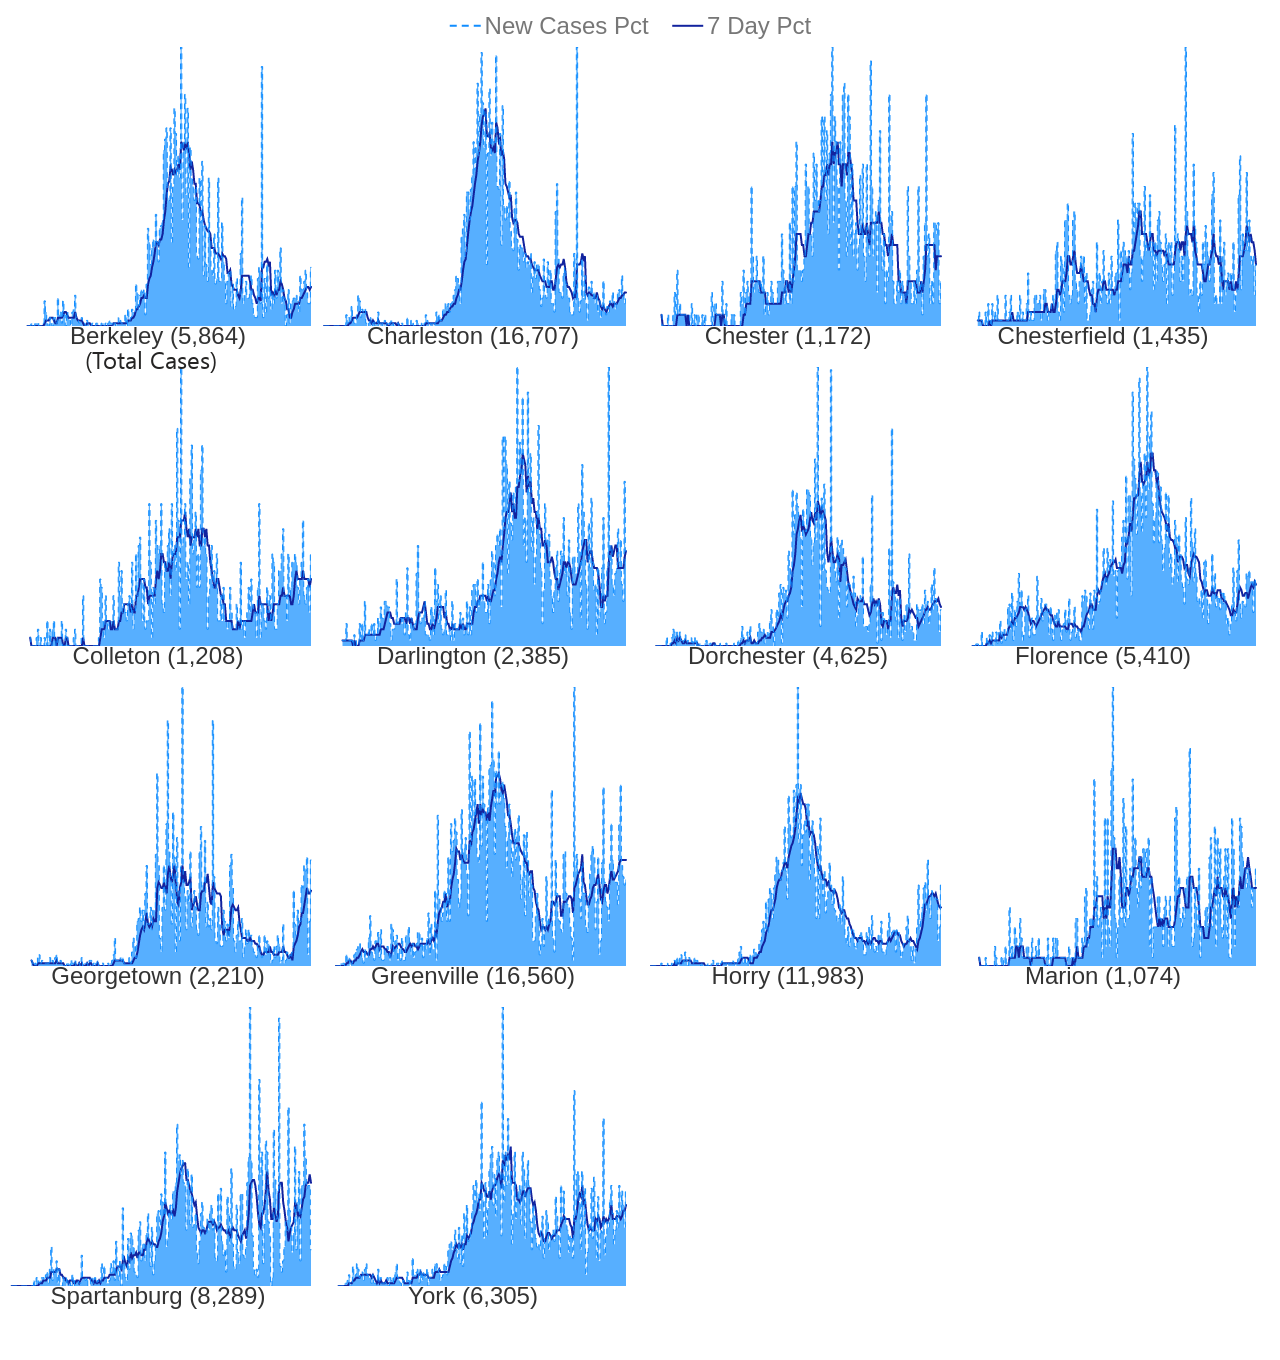 New Cases Pct 7 Day Pct
Berkeley (5,864) Charleston (16,707) Chester (1,172) Chesterfield (1,435)
(Total Cases)
Colleton (1,208) Darlington (2,385) Dorchester (4,625) Florence (5,410)
Georgetown (2,210) Greenville (16,560) Horry (11,983) Marion (1,074)
Spartanburg (8,289) York (6,305)